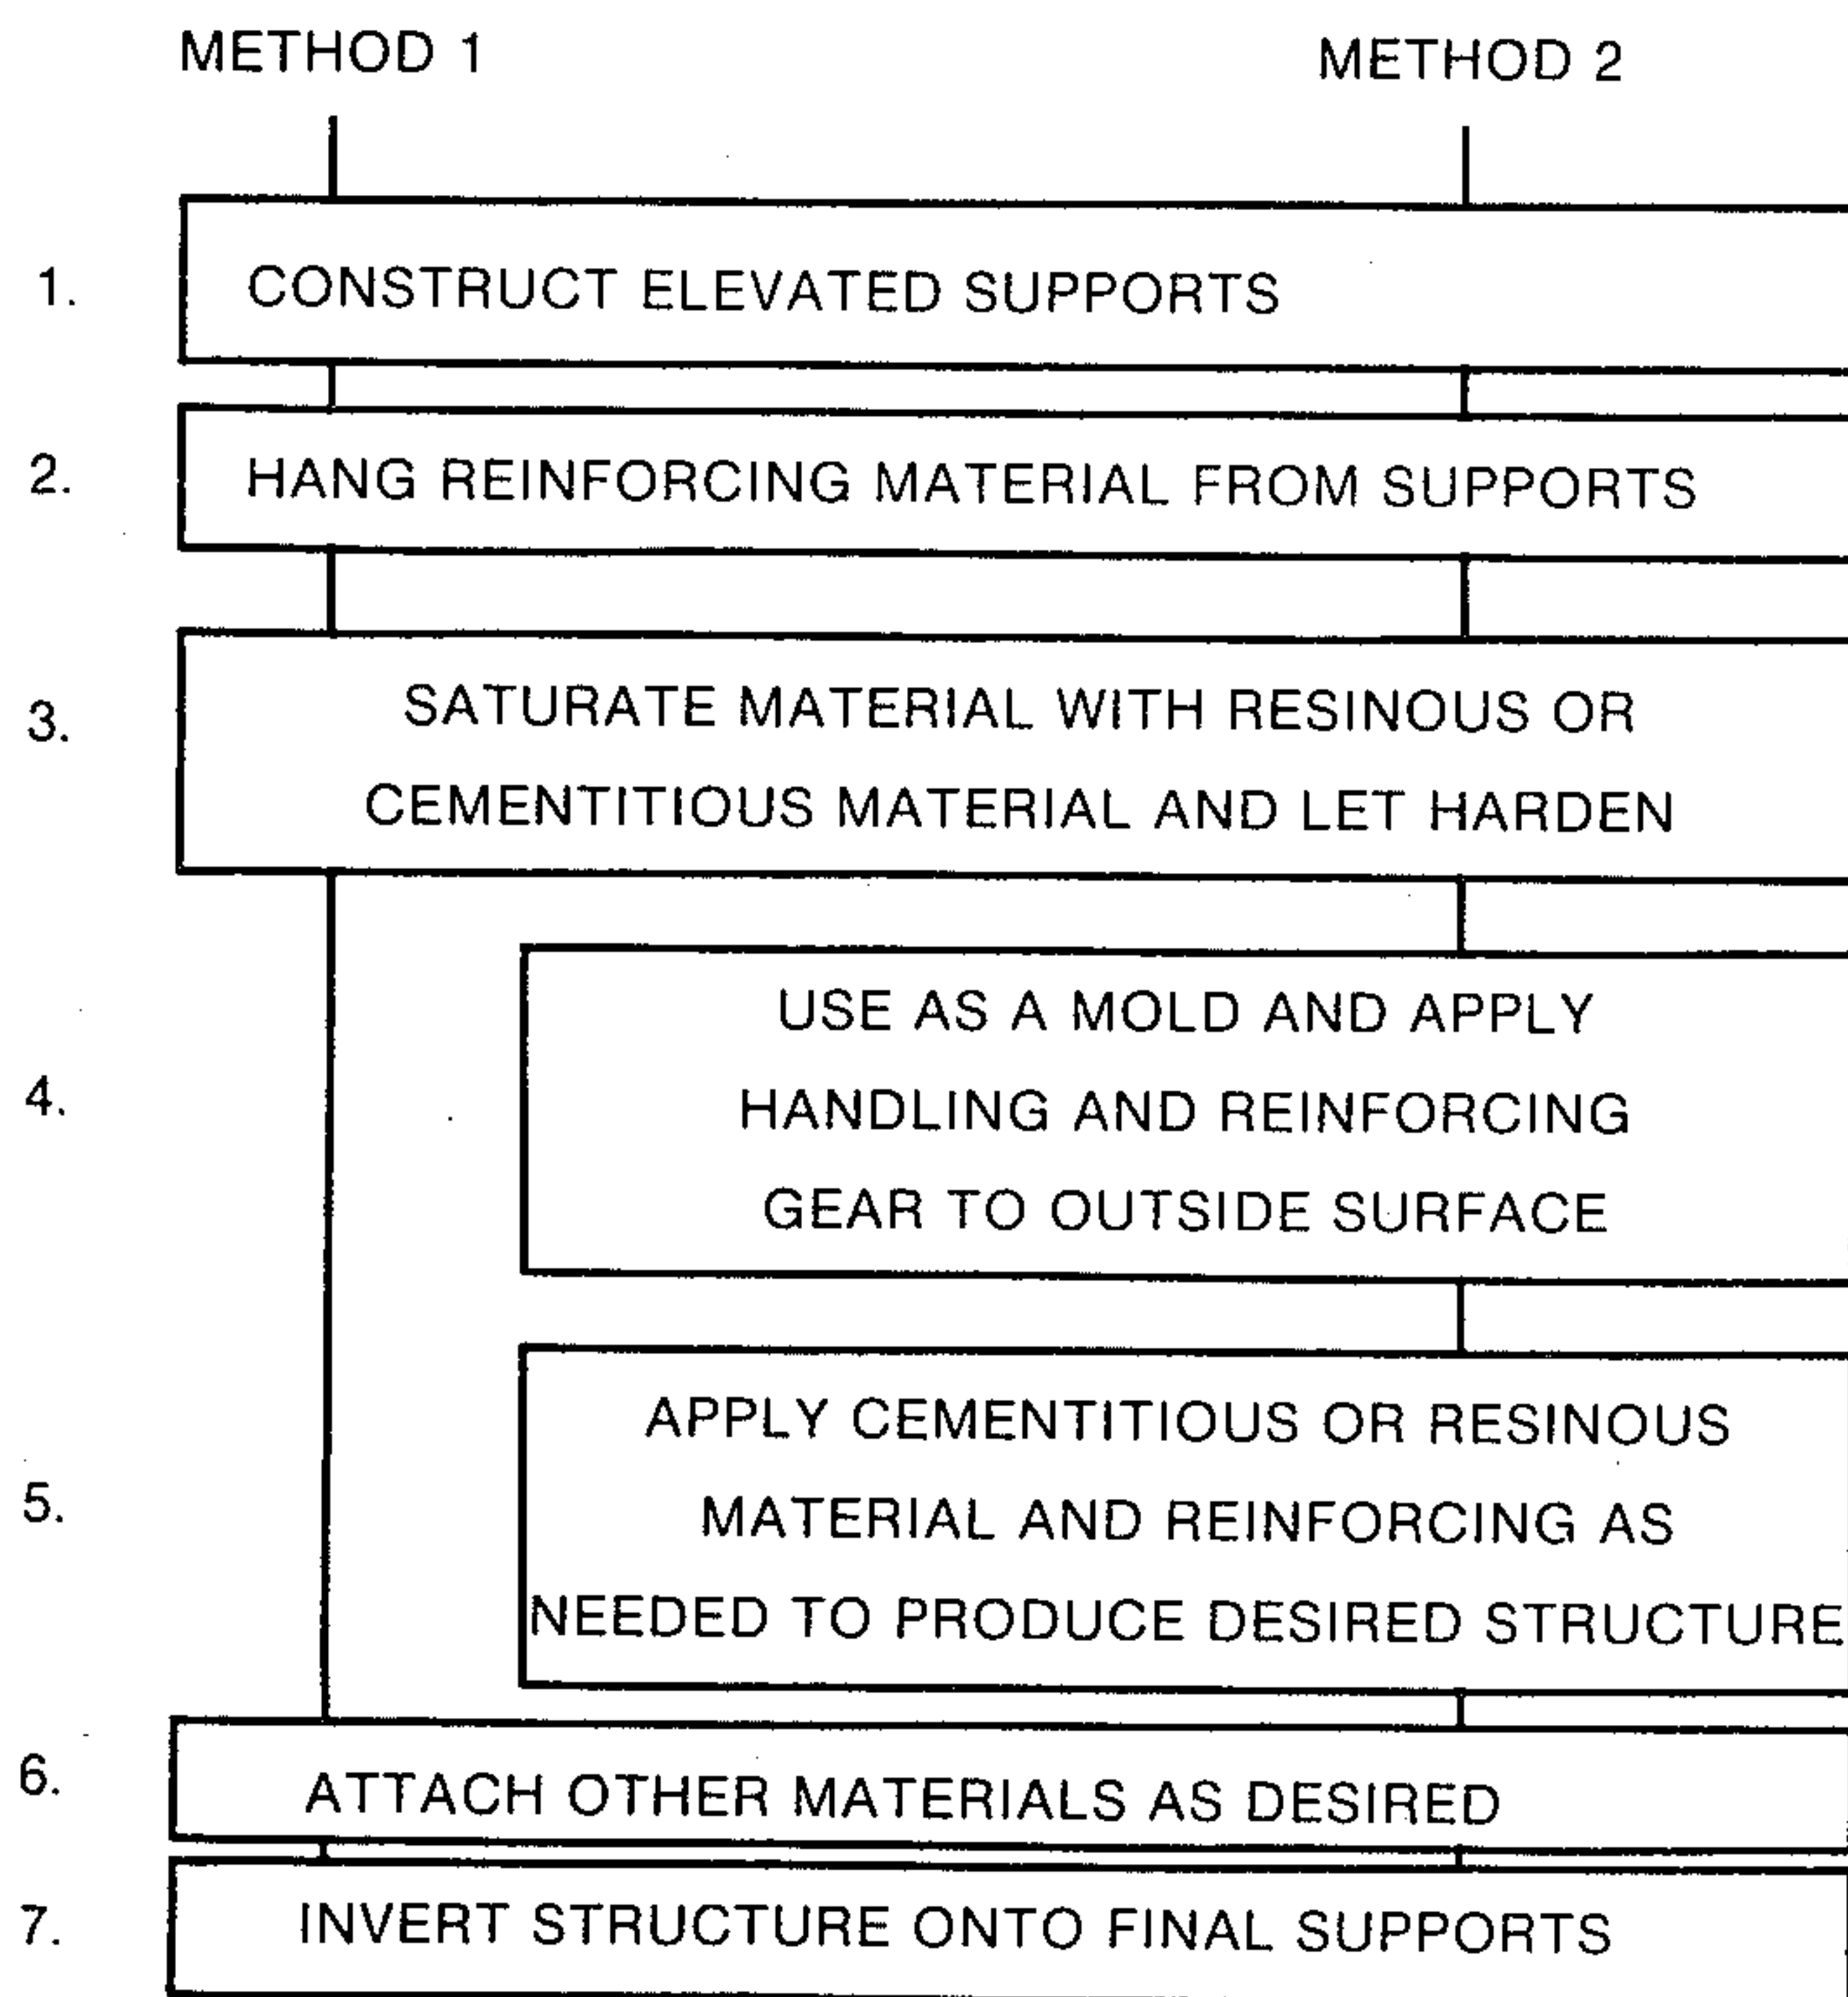 METHOD 1
METHOD 2
1.
CONSTRUCT ELEVATED SUPPORTS
2.
HANG REINFORCING MATERIAL FROM SUPPORTS
3.
SATURATE MATERIAL WITH RESINOUS OR
CEMENTITIOUS MATERIAL AND LET HARDEN
4.
USE AS A MOLD AND APPLY
HANDLING AND REINFORCING
GEAR TO OUTSIDE SURFACE
5.
APPLY CEMENTITIOUS OR RESINOUS
MATERIAL AND REINFORCING AS
NEEDED TO PRODUCE DESIRED STRUCTURE
6.
ATTACH OTHER MATERIALS AS DESIRED
7.
INVERT STRUCTURE ONTO FINAL SUPPORTS